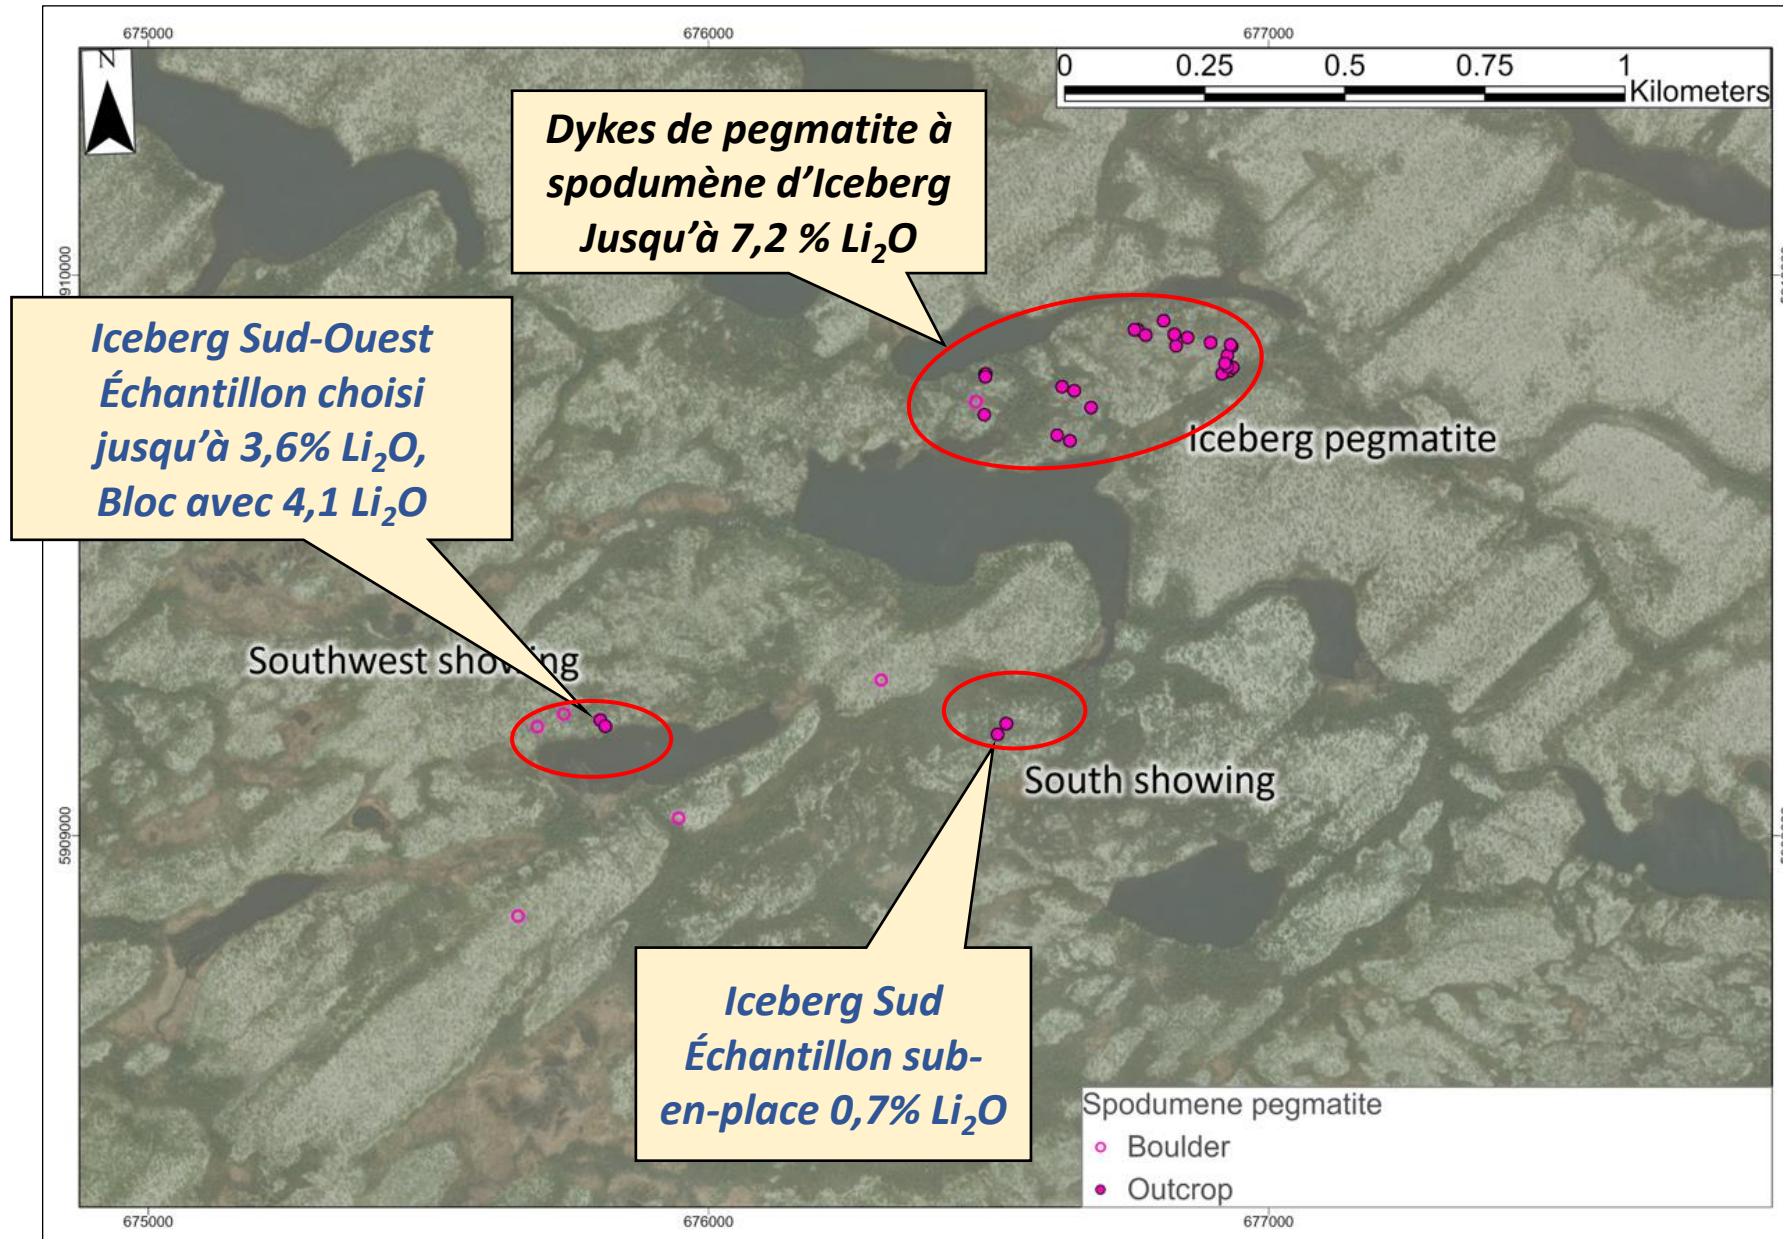 675000
676000
677000
N
0
0.25
0.5
0.75
1
Kilometers
Dykes de pegmatite à
spodumène d'Iceberg
Jusqu'à 7,2 % Li₂O
Iceberg Sud-Ouest
Échantillon choisi
jusqu'à 3,6% Li₂O,
Bloc avec 4,1 Li₂O
Iceberg pegmatite
Southwest showing
South showing
5909000
Iceberg Sud
Échantillon sub-
en-place 0,7% Li₂O
Spodumene pegmatite
Boulder
Outcrop
675000
676000
677000